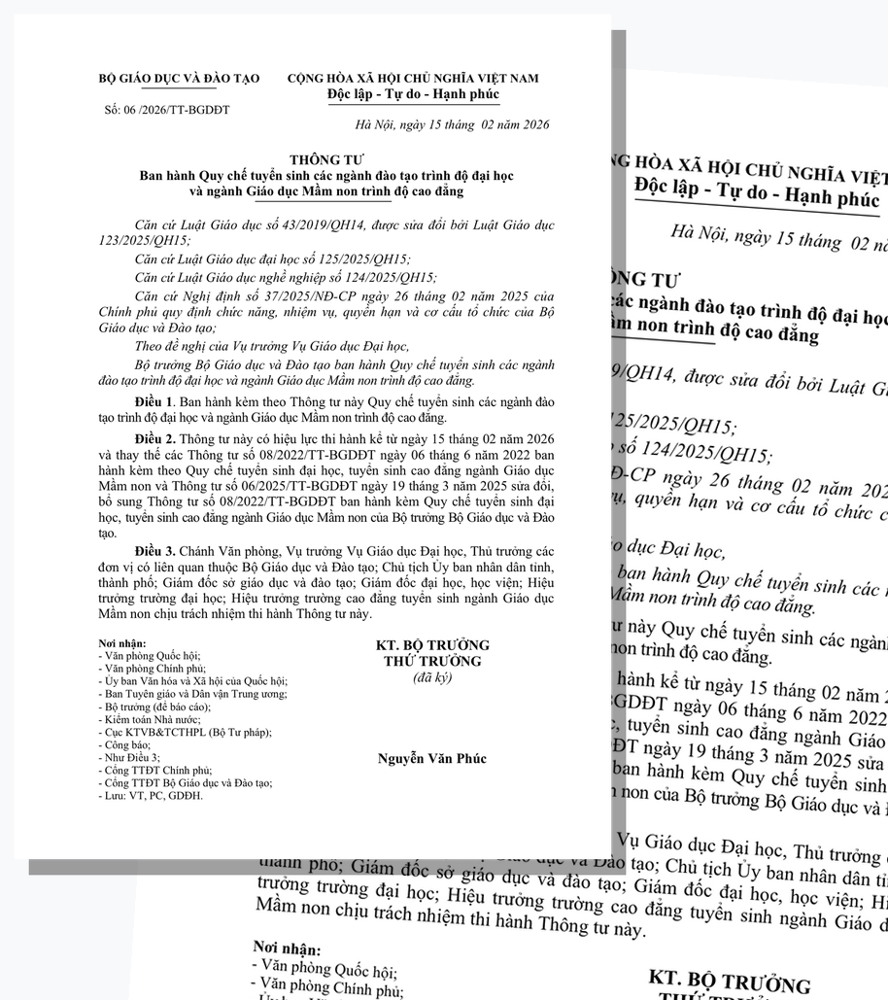 BỘ GIÁO DỤC VÀ ĐÀO TẠO
Số: 06 /2026/TT-BGDĐT
CỘNG HÒA XÃ HỘI CHỦ NGHĨA VIỆT NAM
Độc lập - Tự do - Hạnh phúc
Hà Nội, ngày 15 tháng 02 năm 2026
THÔNG TƯ
Ban hành Quy chế tuyển sinh các ngành đào tạo trình độ đại học
và ngành Giáo dục Mầm non trình độ cao đẳng
Căn cứ Luật Giáo dục số 43/2019/QH14, được sửa đổi bởi Luật Giáo dục
123/2025/QH15;
Căn cứ Luật Giáo dục đại học số 125/2025/QH15;
Căn cứ Luật Giáo dục nghề nghiệp số 124/2025/QH15;
Căn cứ Nghị định số 37/2025/NĐ-CP ngày 26 tháng 02 năm 2025 của
Chính phủ quy định chức năng, nhiệm vụ, quyền hạn và cơ cấu tổ chức của Bộ
Giáo dục và Đào tạo;
Theo đề nghị của Vụ trưởng Vụ Giáo dục Đại học,
Bộ trưởng Bộ Giáo dục và Đào tạo ban hành Quy chế tuyển sinh các ngành
đào tạo trình độ đại học và ngành Giáo dục Mầm non trình độ cao đẳng.
Điều 1. Ban hành kèm theo Thông tư này Quy chế tuyển sinh các ngành đào
tạo trình độ đại học và ngành Giáo dục Mầm non trình độ cao đẳng.
Điều 2. Thông tư này có hiệu lực thi hành kể từ ngày 15 tháng 02 năm 2026
và thay thế các Thông tư số 08/2022/TT-BGDĐT ngày 06 tháng 6 năm 2022 ban
hành kèm theo Quy chế tuyển sinh đại học, tuyển sinh cao đẳng ngành Giáo dục
Mầm non và Thông tư số 06/2025/TT-BGDĐT ngày 19 tháng 3 năm 2025 sửa đổi,
bổ sung Thông tư số 08/2022/TT-BGDĐT ban hành kèm Quy chế tuyển sinh đại
học, tuyển sinh cao đẳng ngành Giáo dục Mầm non của Bộ trưởng Bộ Giáo dục và Đào
tạo.
Điều 3. Chánh Văn phòng, Vụ trưởng Vụ Giáo dục Đại học, Thủ trưởng các
đơn vị có liên quan thuộc Bộ Giáo dục và Đào tạo; Chủ tịch Ủy ban nhân dân tỉnh,
thành phố; Giám đốc sở giáo dục và đào tạo; Giám đốc đại học, học viện; Hiệu
trưởng trường đại học; Hiệu trưởng trường cao đẳng tuyển sinh ngành Giáo dục
Mầm non chịu trách nhiệm thi hành Thông tư này.
Nơi nhận:
- Văn phòng Quốc hội;
- Văn phòng Chính phủ;
- Ủy ban Văn hóa và Xã hội của Quốc hội;
- Ban Tuyên giáo và Dân vận Trung ương;
- Bộ trưởng (để báo cáo);
- Kiểm toán Nhà nước;
- Cục KTVB&TCTHPL (Bộ Tư pháp);
- Công báo;
- Như Điều 3;
- Cổng TTĐT Chính phủ;
- Cổng TTĐT Bộ Giáo dục và Đào tạo;
- Lưu: VT, PC, GDĐH.
KT. BỘ TRƯỞNG
THỨ TRƯỞNG
(đã ký)
Nguyễn Văn Phúc
HÒA XÃ HỘI CHỦ NGHĨA VIỆT
Độc lập - Tự do - Hạnh phúc
Hà Nội, ngày 15 tháng 02
TƯ
các ngành đào tạo trình độ đại học
Mầm non trình độ cao đẳng
/QH14, được sửa đổi bởi Luật
125/2025/QH15;
số 124/2025/QH15;
NĐ-CP ngày 26 tháng 02 năm
quyền hạn và cơ cấu tổ chức
dục Đại học,
ban hành Quy chế tuyển sinh các
Mầm non trình độ cao đẳng.
này Quy chế tuyển sinh các ngành
non trình độ cao đẳng.
hành kể từ ngày 15 tháng 02 năm
BGDĐT ngày 06 tháng 6 năm 2022
tuyển sinh cao đẳng ngành Giáo
ngày 19 tháng 3 năm 2025 sửa
ban hành kèm Quy chế tuyển sinh
non của Bộ trưởng Bộ Giáo dục và
Vụ Giáo dục Đại học, Thủ trưởng
dục và Đào tạo; Chủ tịch Ủy ban nhân dân
thành phố; Giám đốc sở giáo dục và đào tạo; Giám đốc đại học, học viện;
trưởng trường đại học; Hiệu trưởng trường cao đẳng tuyển sinh ngành Giáo
Mầm non chịu trách nhiệm thi hành Thông tư này.
Nơi nhận:
- Văn phòng Quốc hội;
- Văn phòng Chính phủ;
KT. BỘ TRƯỞNG